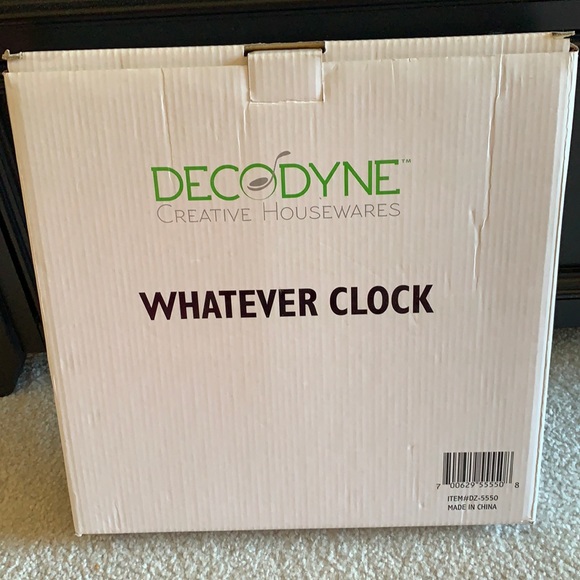 DECODYNE™
CREATIVE HOUSEWARES
WHATEVER CLOCK
7 00629 55550 8
ITEM#DZ-5550
MADE IN CHINA